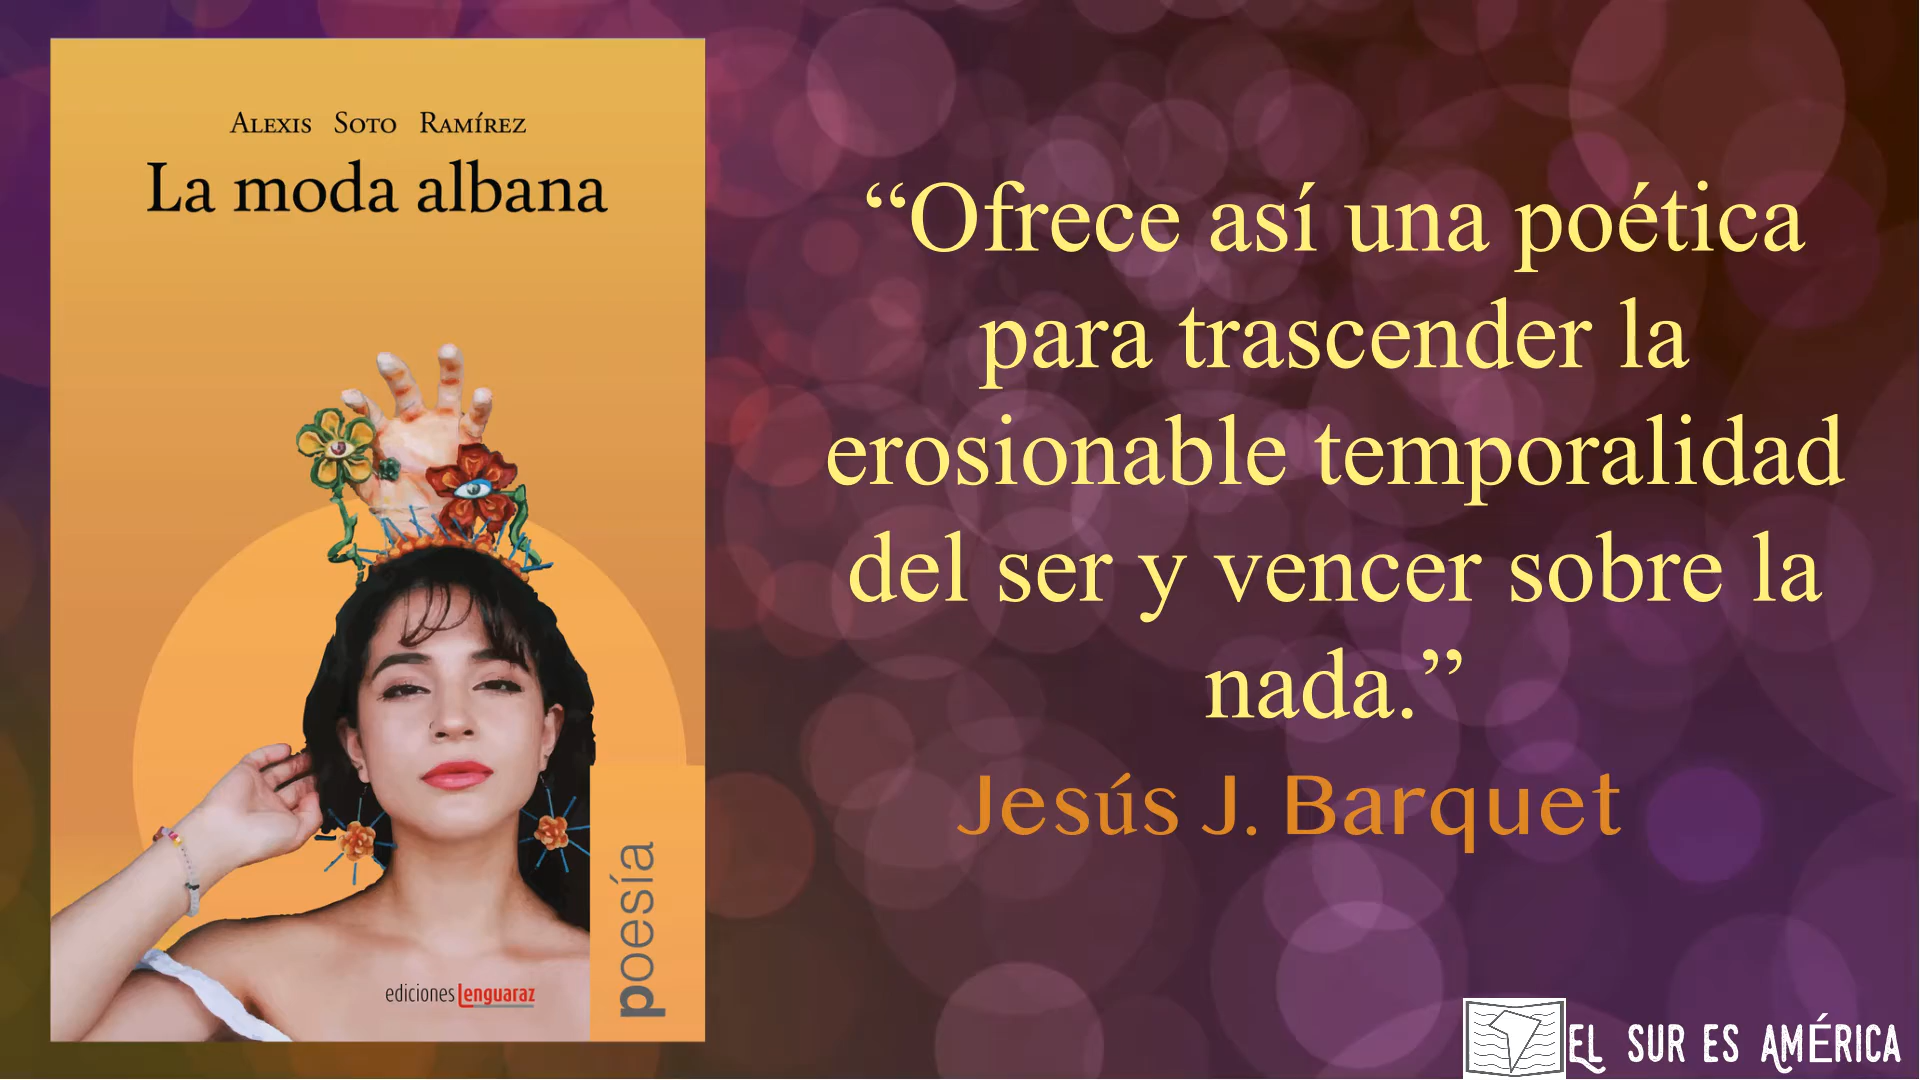 Alexis Soto Ramírez
La moda albana
ediciones Lenguaraz
poesía
“Ofrece así una poética
para trascender la
erosionable temporalidad
del ser y vencer sobre la
nada.”
Jesús J. Barquet
EL SUR ES AMÉRICA